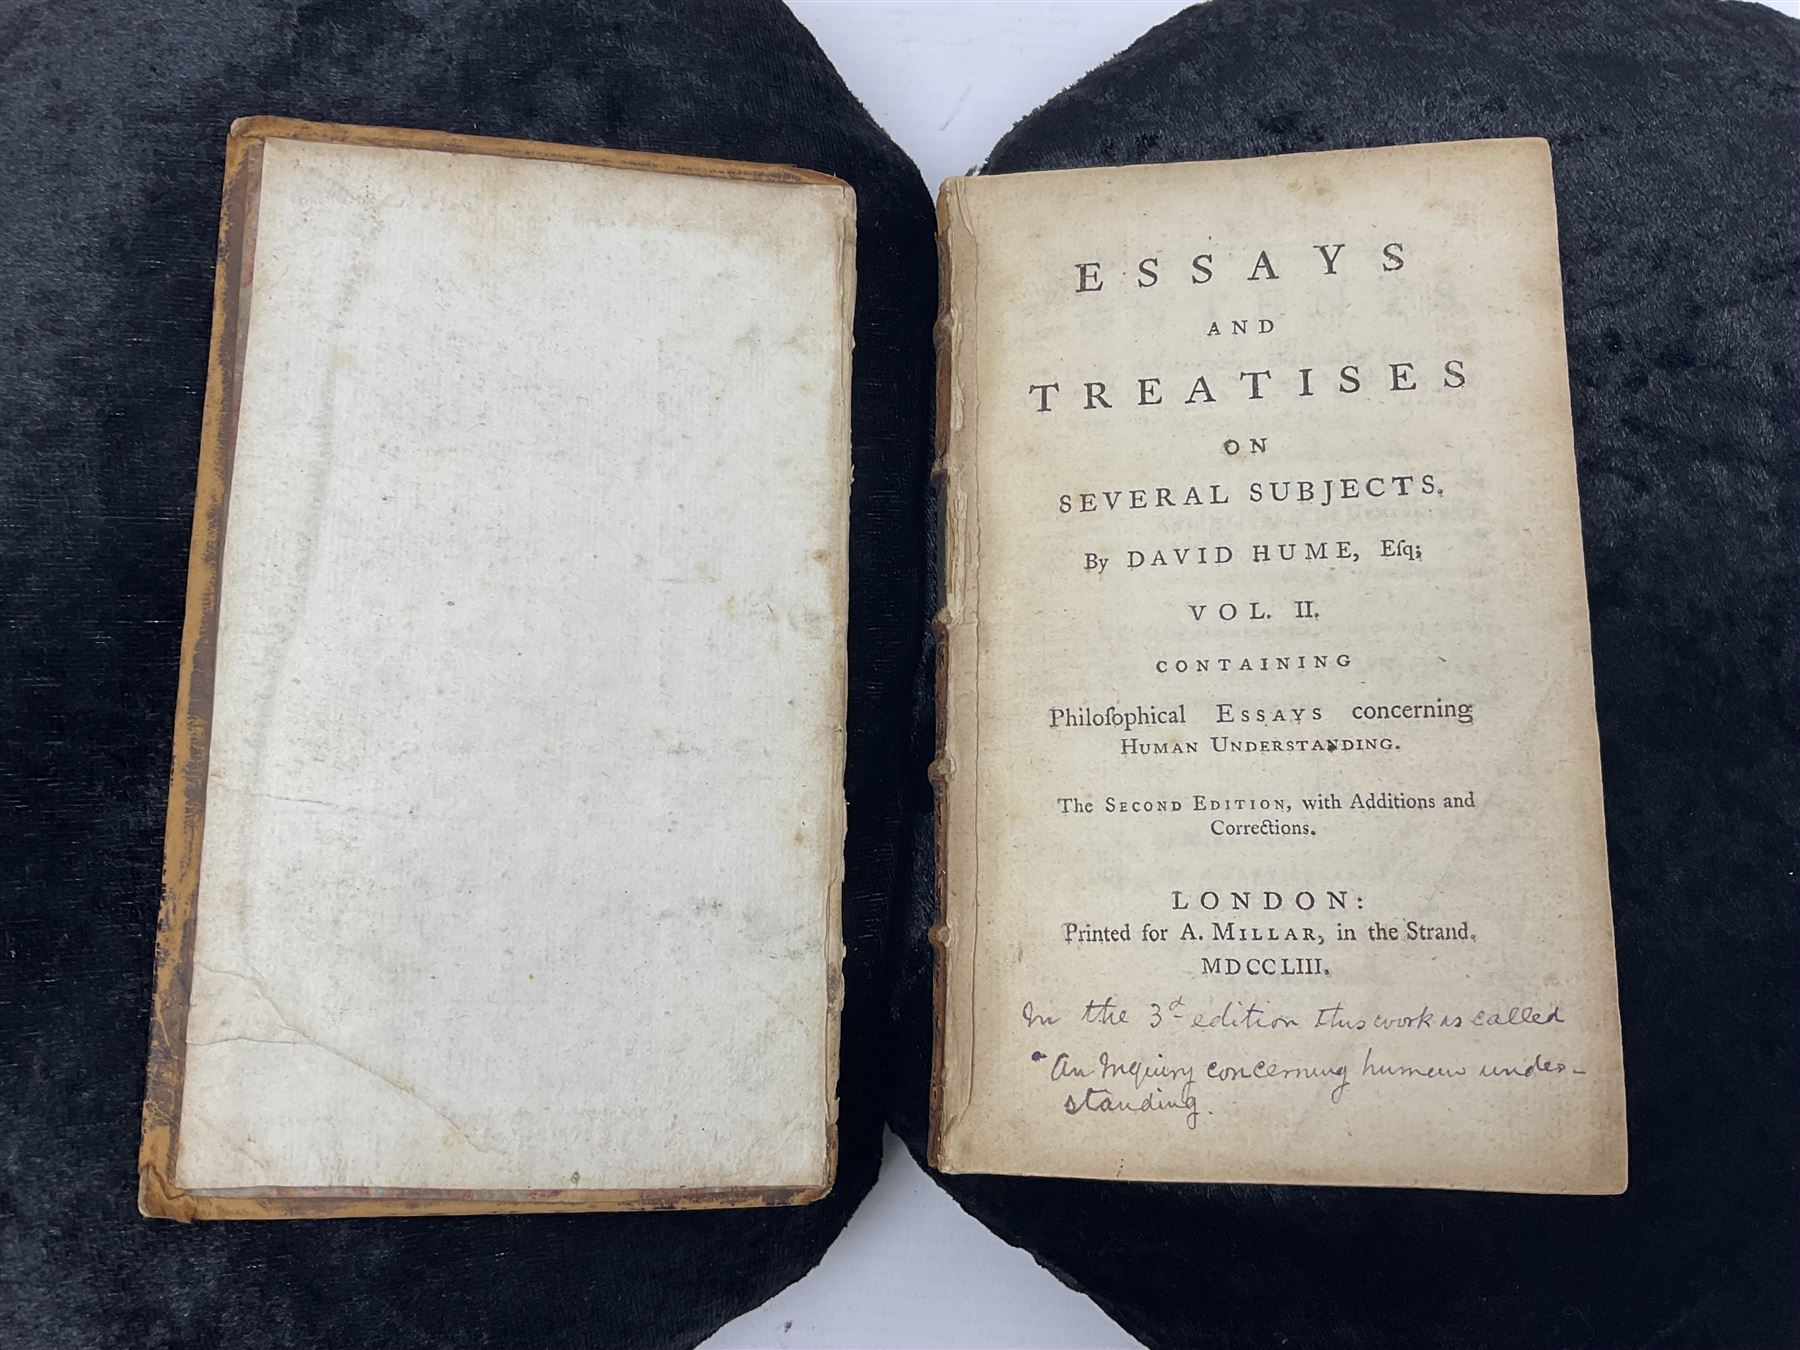 ESSAYS
AND
TREATISES
ON
SEVERAL SUBJECTS.
By DAVID HUME, Eſq;
VOL. II.
CONTAINING
Philoſophical ESSAYS concerning
HUMAN UNDERSTANDING.
The SECOND EDITION, with Additions and
Corrections.
LONDON:
Printed for A. MILLAR, in the Strand.
MDCCLIII.
In the 3d edition this work is called
"An Inquiry concerning human under-
standing.